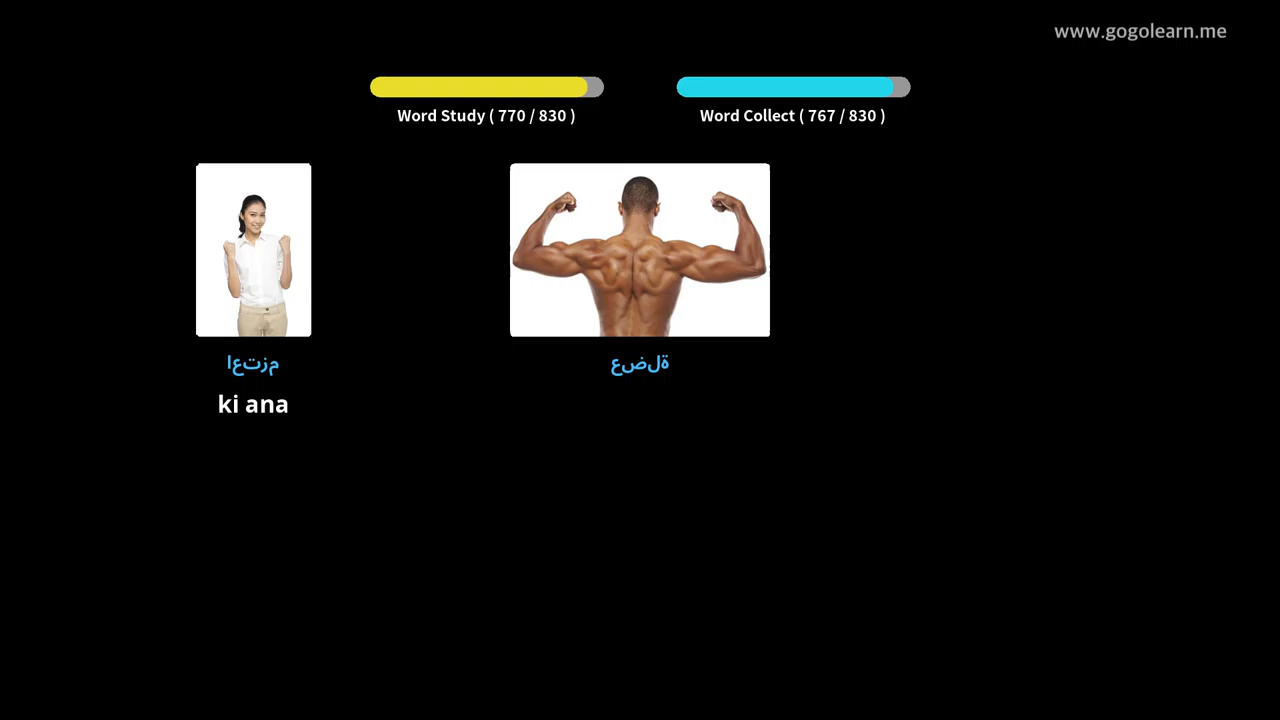 www.gogolearn.me
Word Study ( 770 / 830 )
Word Collect ( 767 / 830 )
اعتزم
عضلة
ki ana